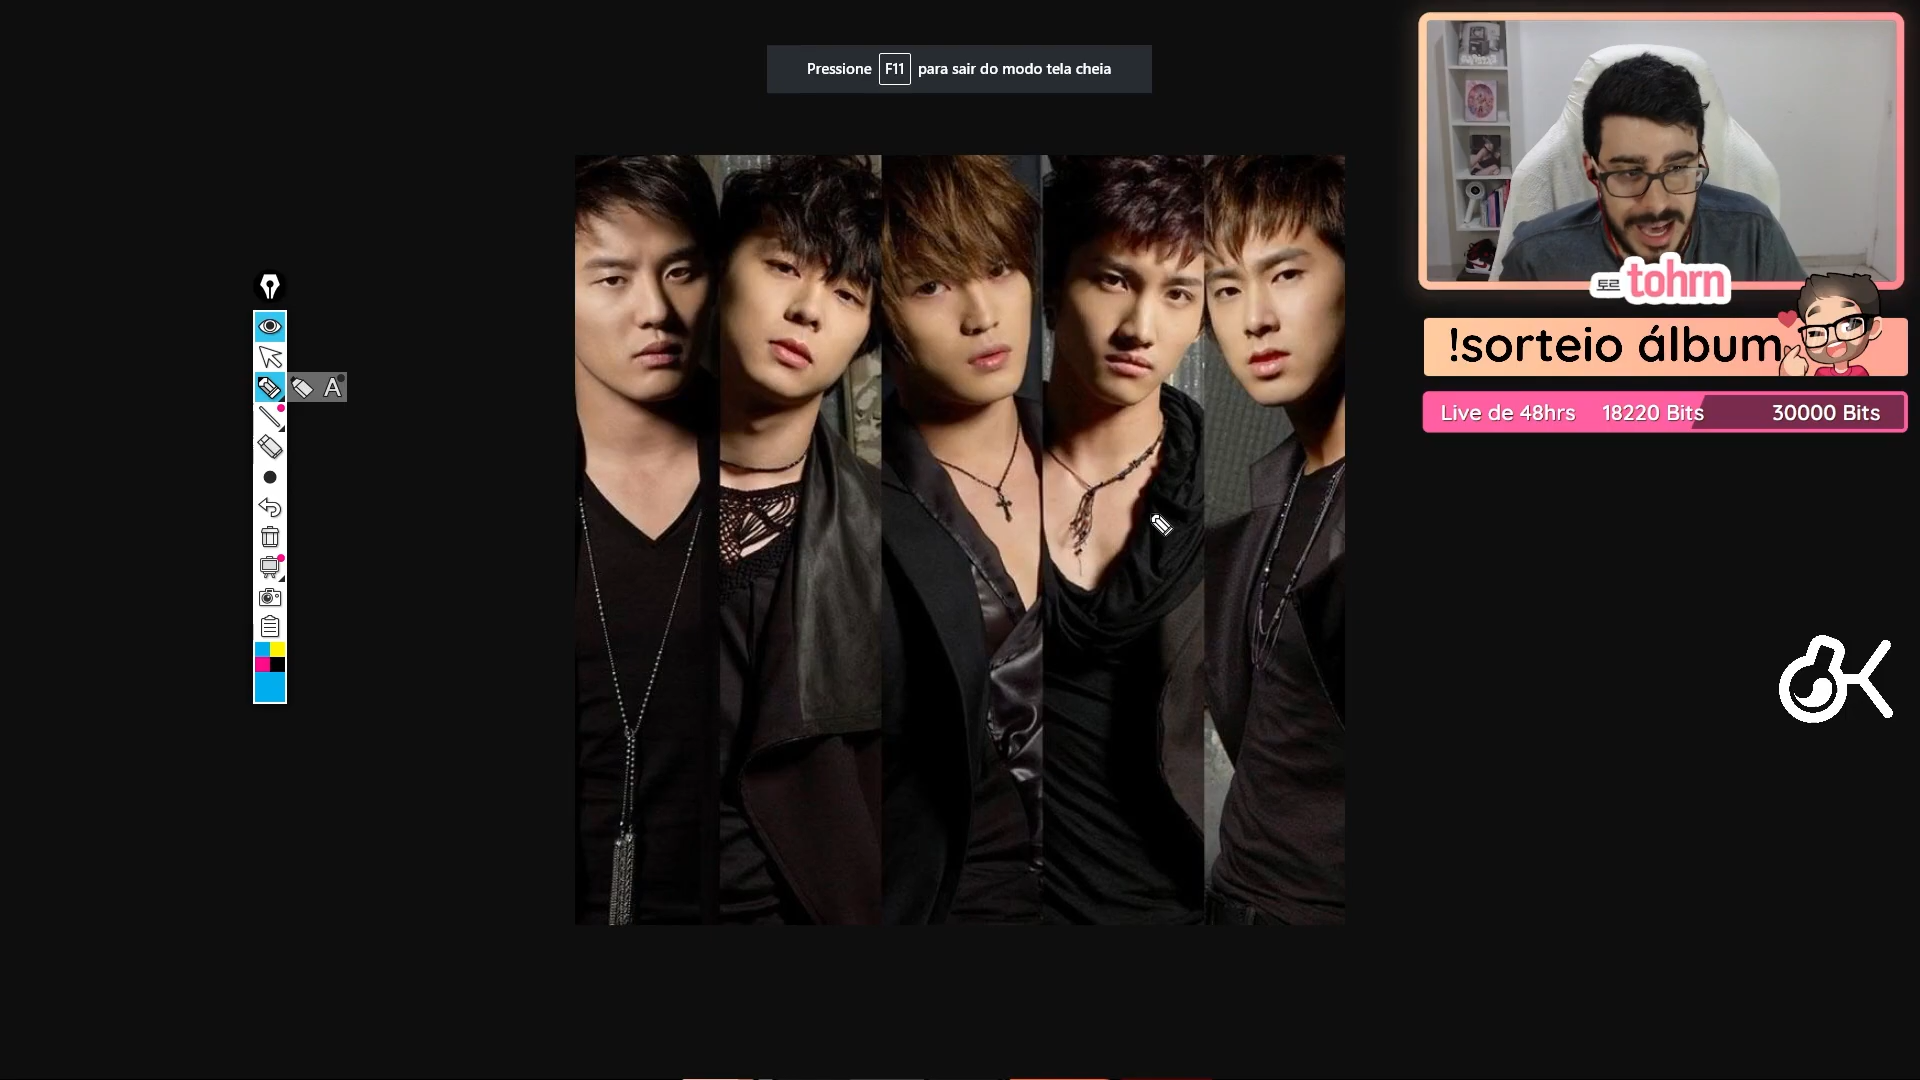 Pressione F11 para sair do modo tela cheia
토르 tohrn
!sorteio álbum
Live de 48hrs 18220 Bits 30000 Bits
A